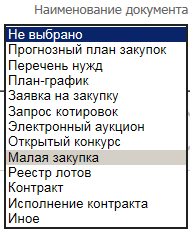 Наименование документа
Не выбрано
Прогнозный план закупок
Перечень нужд
План-график
Заявка на закупку
Запрос котировок
Электронный аукцион
Открытый конкурс
Малая закупка
Реестр лотов
Контракт
Исполнение контракта
Иное